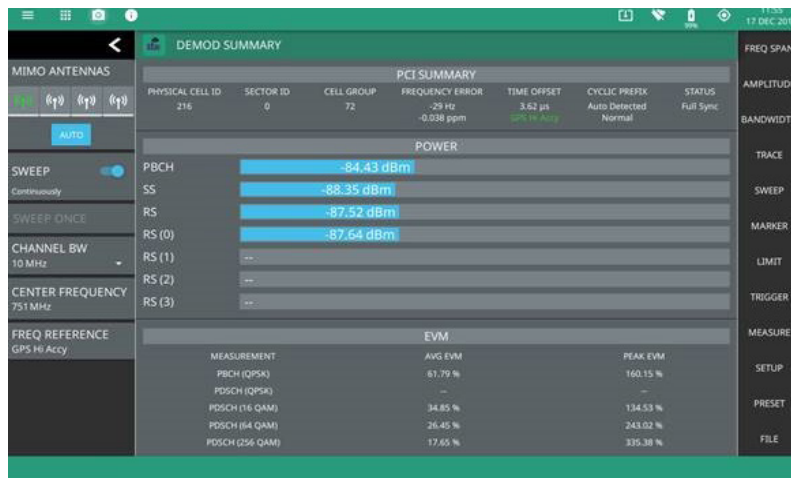 11:55
99%
17 DEC 201
DEMOD SUMMARY
FREQ SPAN
MIMO ANTENNAS
PCI SUMMARY
PHYSICAL CELL ID SECTOR ID CELL GROUP FREQUENCY ERROR TIME OFFSET CYCLIC PREFIX STATUS
216 0 72 -29 Hz 3.62 µs Auto Detected Full Sync
-0.038 ppm GPS Hi Accy Normal
AMPLITUD
BANDWIDT
AUTO
POWER
TRACE
SWEEP
Continuously
PBCH -84.43 dBm
SS -88.35 dBm
SWEEP
SWEEP ONCE
RS -87.52 dBm
RS (0) -87.64 dBm
MARKER
CHANNEL BW
10 MHz
RS (1) --
LIMIT
RS (2) --
CENTER FREQUENCY
751 MHz
RS (3) --
TRIGGER
FREQ REFERENCE
GPS Hi Accy
EVM
MEASURE
MEASUREMENT AVG EVM PEAK EVM
PBCH (QPSK) 61.79 % 160.15 %
SETUP
PDSCH (QPSK) -- --
PDSCH (16 QAM) 34.85 % 134.53 %
PRESET
PDSCH (64 QAM) 26.45 % 243.02 %
PDSCH (256 QAM) 17.65 % 335.38 %
FILE